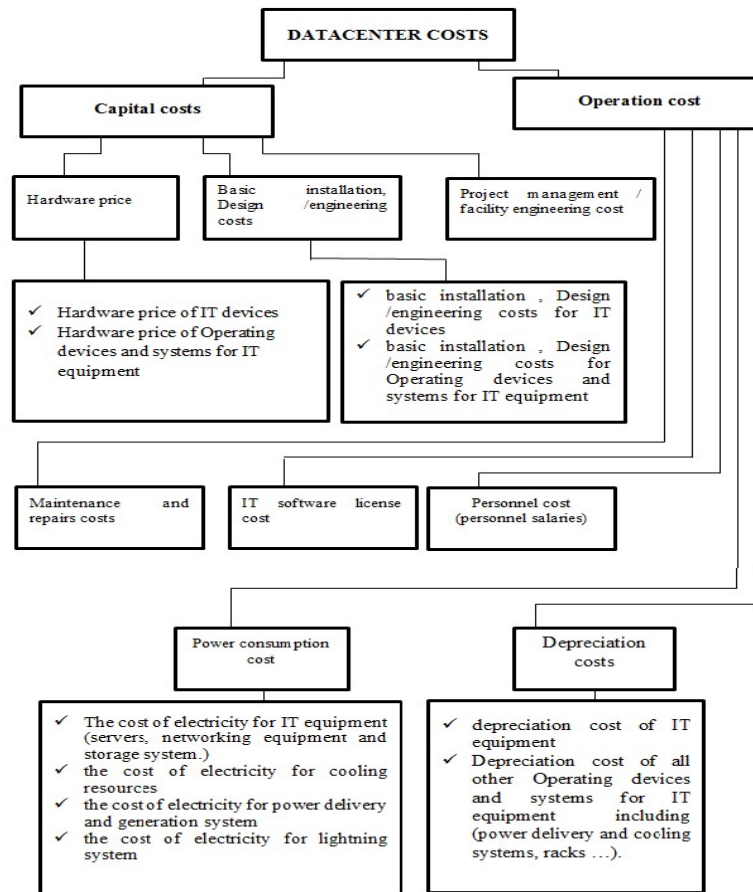 DATACENTER COSTS
Capital costs
Operation cost
Hardware price
Basic installation,
Design /engineering
costs
Project management /
facility engineering cost
✓ Hardware price of IT devices
✓ Hardware price of Operating
devices and systems for IT
equipment
✓ basic installation , Design
/engineering costs for IT
devices
✓ basic installation , Design
/engineering costs for
Operating devices and
systems for IT equipment
Maintenance and
repairs costs
IT software license
cost
Personnel cost
(personnel salaries)
Power consumption
cost
Depreciation
costs
✓ The cost of electricity for IT equipment
(servers, networking equipment and
storage system.)
✓ the cost of electricity for cooling
resources
✓ the cost of electricity for power delivery
and generation system
✓ the cost of electricity for lightning
system
✓ depreciation cost of IT
equipment
✓ Depreciation cost of all
other Operating devices
and systems for IT
equipment including
(power delivery and cooling
systems, racks …).